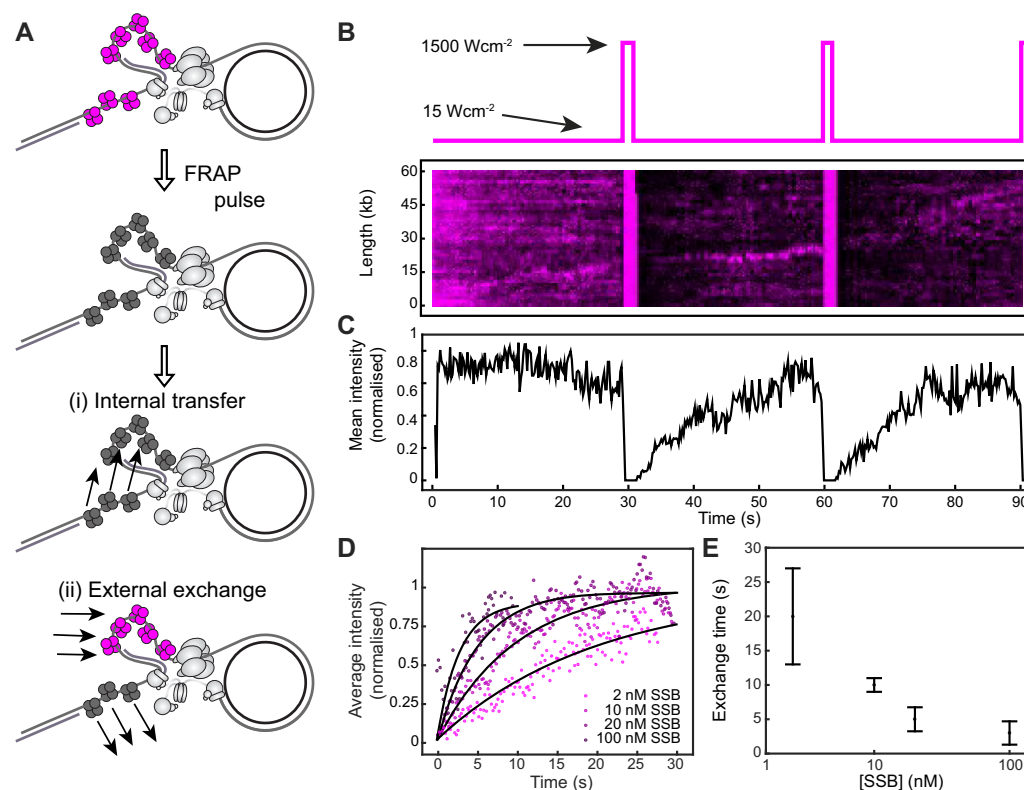 A
FRAP
pulse
(i) Internal transfer
(ii) External exchange
B
1500 Wcm-2
15 Wcm-2
Length (kb)
60
45
30
15
0
C
Mean intensity
(normalised)
1
0.8
0.6
0.4
0.2
0
0 10 20 30 40 50 60 70 80 90
Time (s)
D
Average intensity
(normalised)
1
0.75
0.5
0.25
0
2 nM SSB
10 nM SSB
20 nM SSB
100 nM SSB
0 5 10 15 20 25 30
Time (s)
E
Exchange time (s)
30
25
20
15
10
5
0
1 10 100
[SSB] (nM)